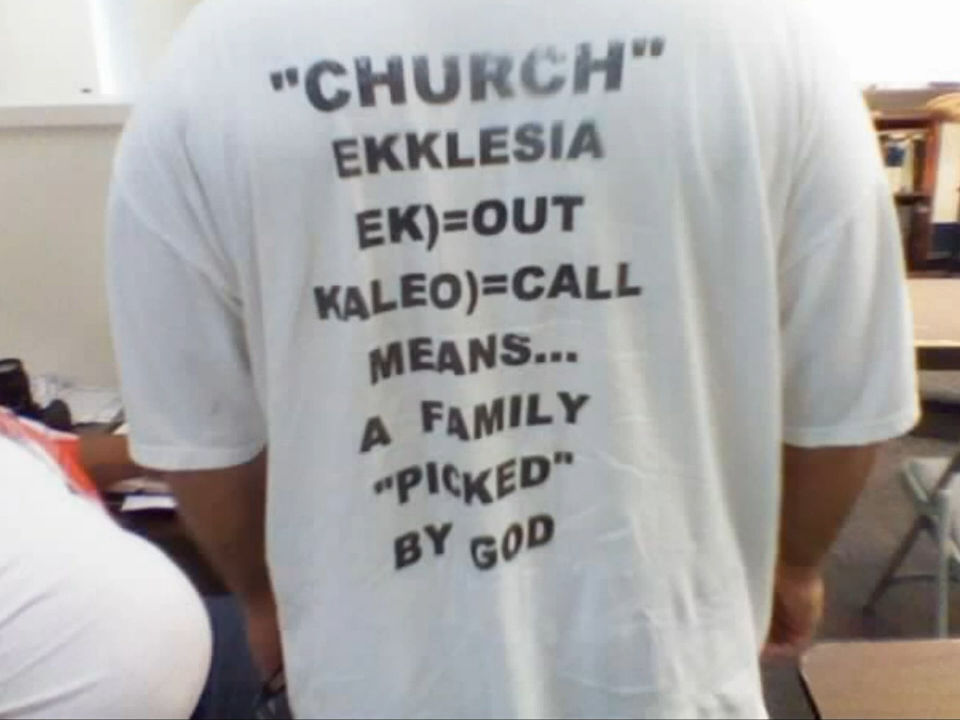 "CHURCH"
EKKLESIA
EK)=OUT
KALEO)=CALL
MEANS...
A FAMILY
"PICKED"
BY GOD